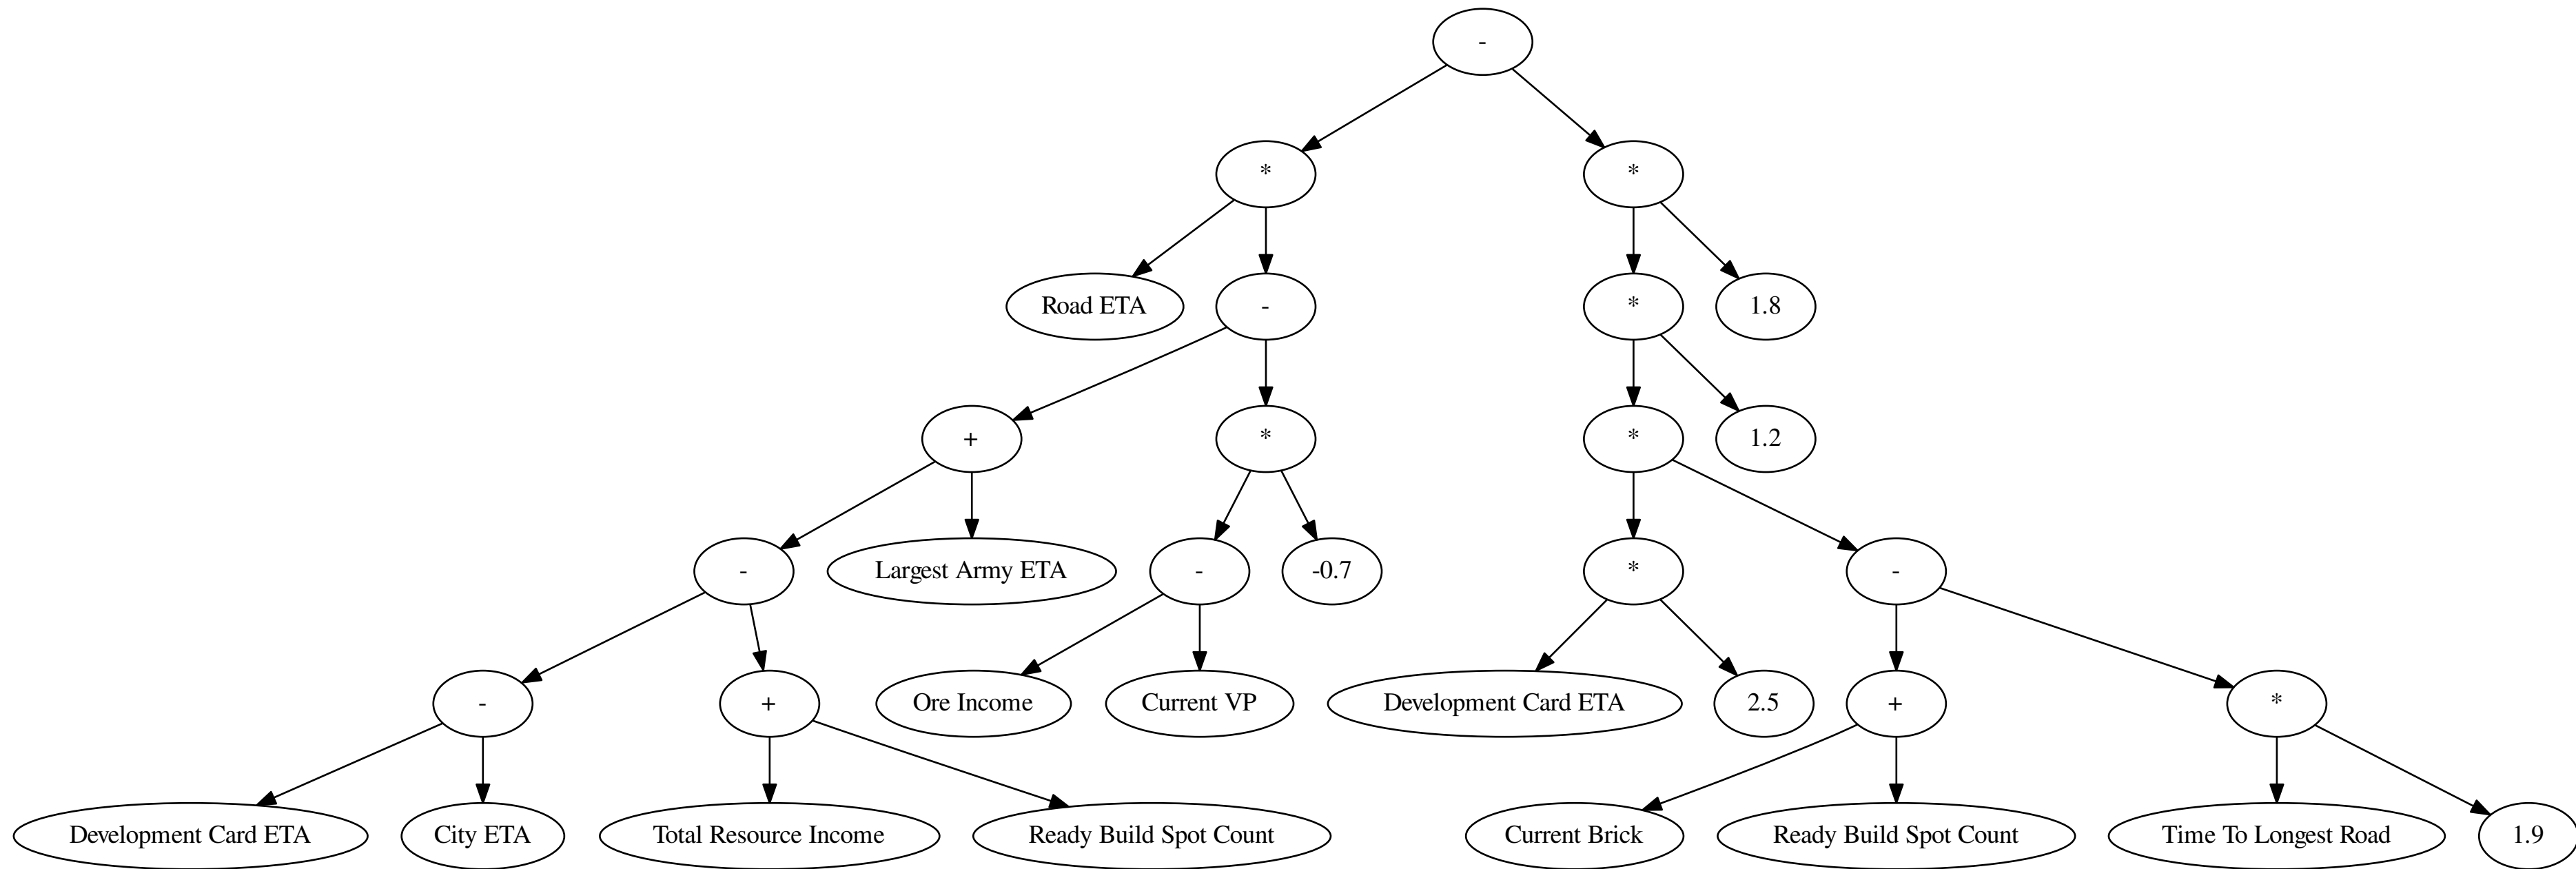 -
* *
Road ETA - * 1.8
+ * * 1.2
- Largest Army ETA - -0.7 * -
- + Ore Income Current VP Development Card ETA 2.5 + *
Development Card ETA City ETA Total Resource Income Ready Build Spot Count Current Brick Ready Build Spot Count Time To Longest Road 1.9